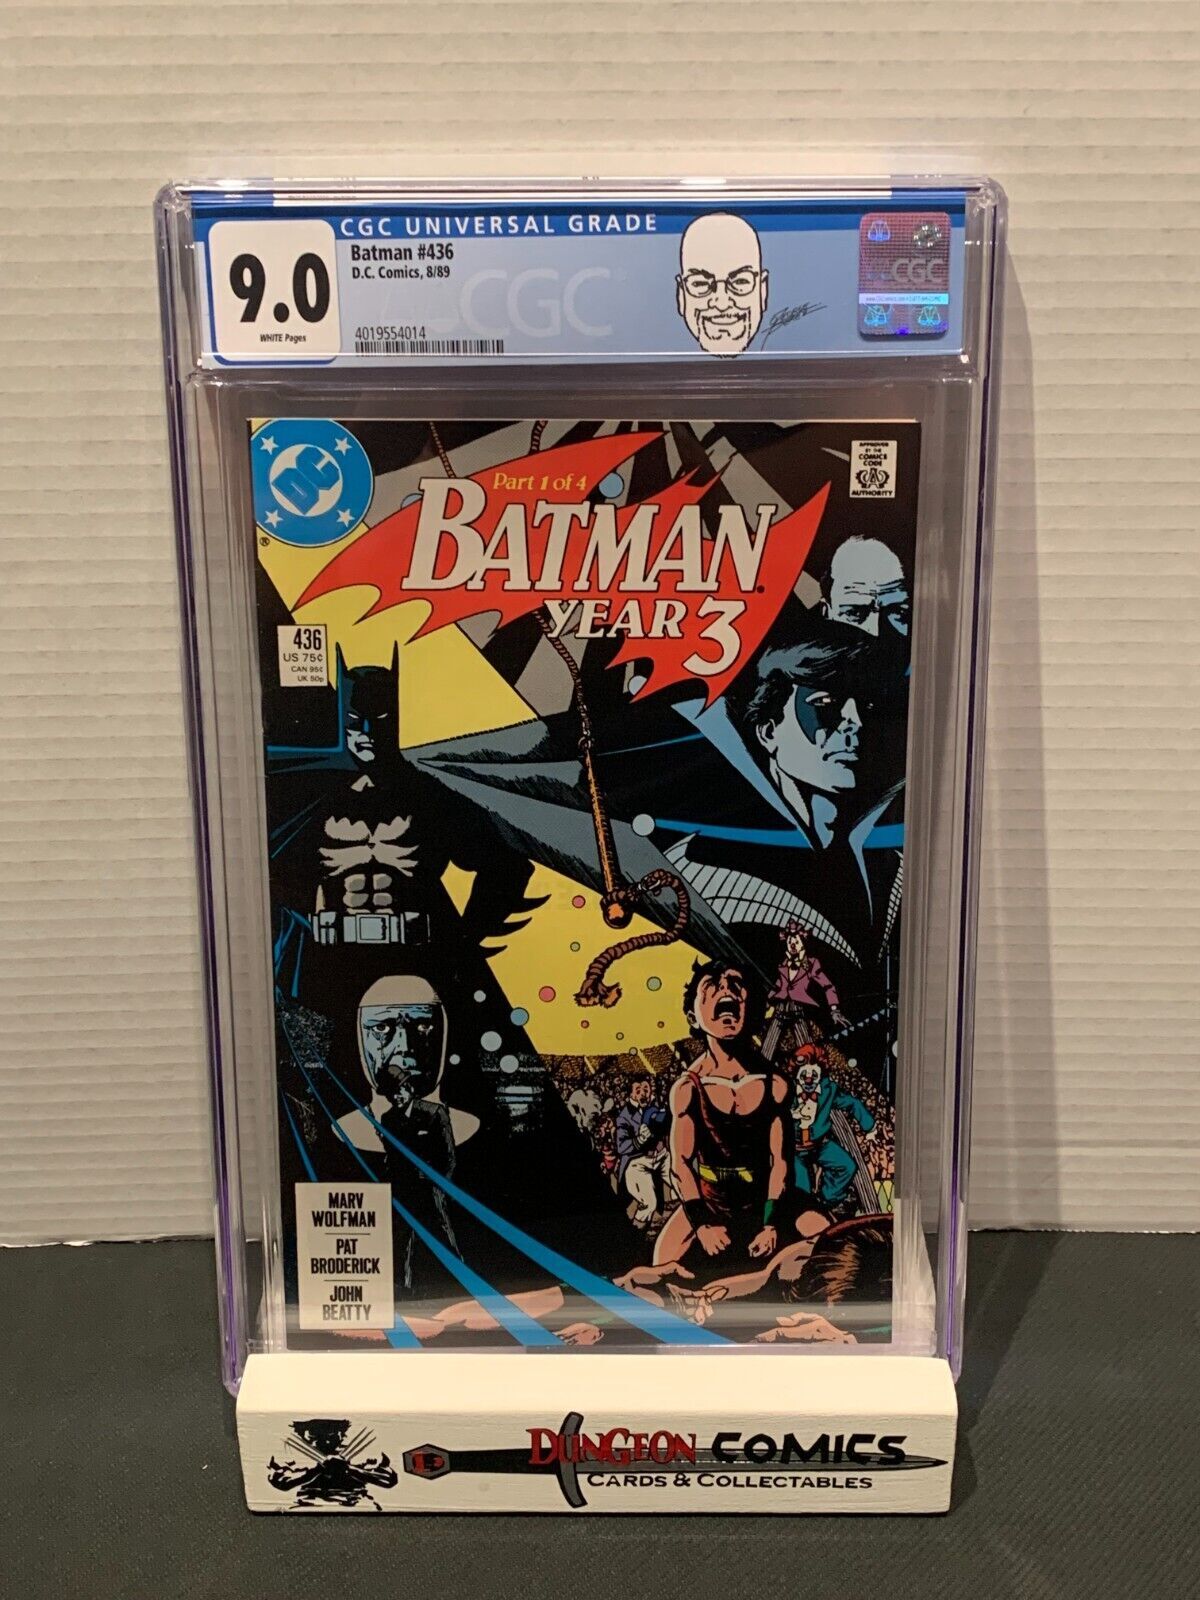 CGC UNIVERSAL GRADE
9.0
WHITE Pages
Batman #436
D.C. Comics, 8/89
CGC
4019554014
CGC
DC
®
Part 1 of 4
BATMAN
YEAR 3
APPROVED
BY THE
COMICS
CODE
AUTHORITY
436
US 75¢
CAN 95¢
UK 50p
MARV
WOLFMAN
PAT
BRODERICK
JOHN
BEATTY
DUNGEON COMICS
CARDS & COLLECTABLES